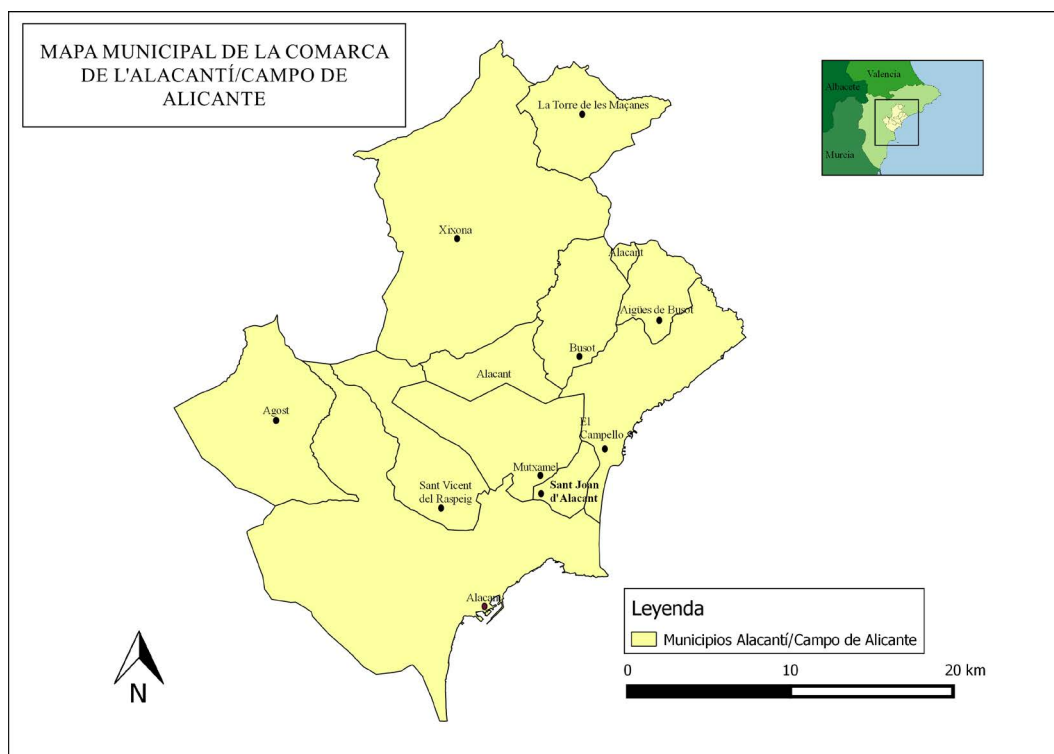 MAPA MUNICIPAL DE LA COMARCA
DE L'ALACANTÍ/CAMPO DE
ALICANTE
La Torre de les Maçanes
Valencia
Albacete
Murcia
Xixona
Alacant
Aigües de Busot
Busot
Alacant
Agost
El
Campello
Mutxamel
Sant Vicent
del Raspeig
Sant Joan
d'Alacant
Alacant
Leyenda
Municipios Alacantí/Campo de Alicante
0 10 20 km
N